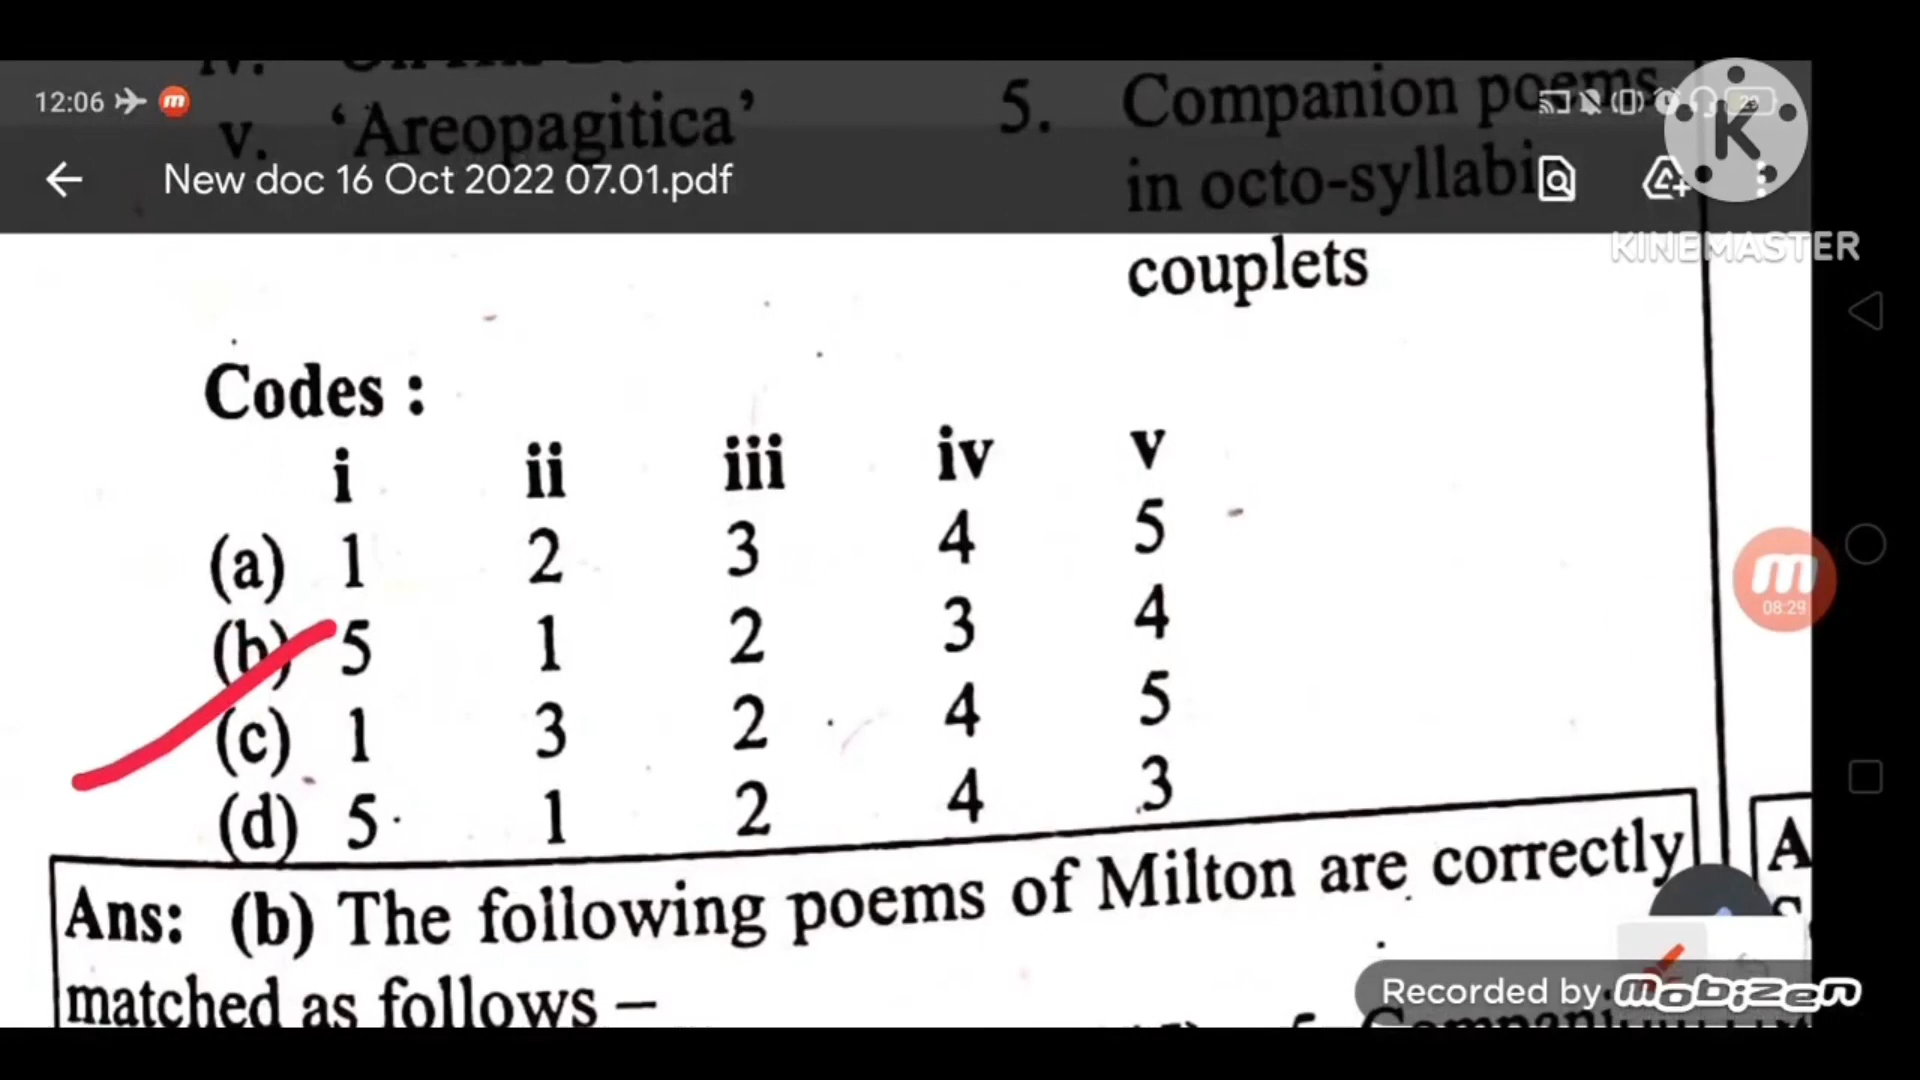 12:06
29
v. 'Areopagitica' 5. Companion poems
New doc 16 Oct 2022 07.01.pdf
in octo-syllabi
couplets
K
KINEMASTER
Codes :
i ii iii iv v
(a) 1 2 3 4 5
(b) 5 1 2 3 4
(c) 1 3 2 4 5
(d) 5 1 2 4 3
m
08:29
Ans: (b) The following poems of Milton are correctly
matched as follows –
A
Recorded by mobizen